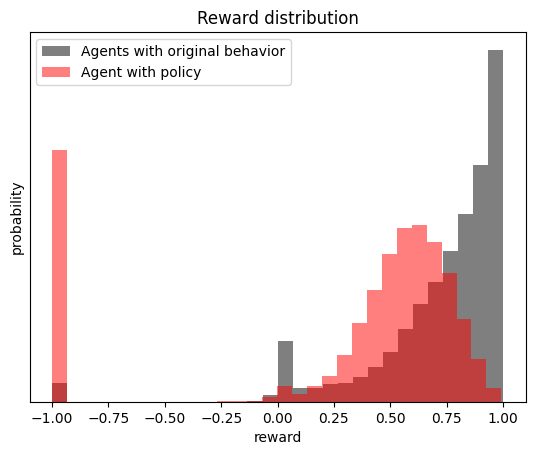 Reward distribution
Agents with original behavior
Agent with policy
probability
−1.00 −0.75 −0.50 −0.25 0.00 0.25 0.50 0.75 1.00
reward